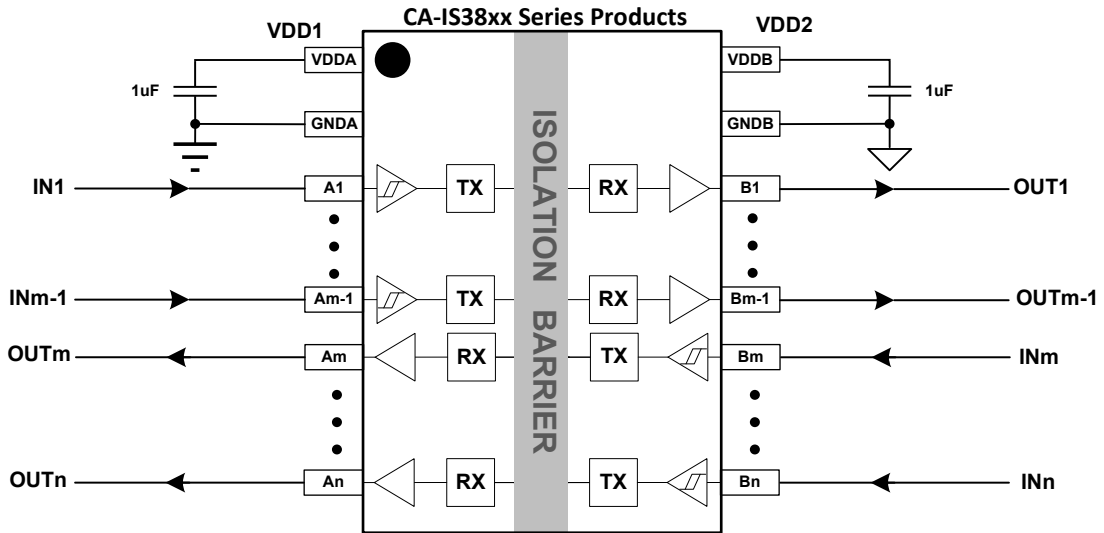 CA-IS38xx Series Products
VDD1
VDD2
VDDA
VDDB
1uF
1uF
GNDA
GNDB
ISOLATION BARRIER
IN1
A1
TX
RX
B1
OUT1
INm-1
Am-1
TX
RX
Bm-1
OUTm-1
OUTm
Am
RX
TX
Bm
INm
OUTn
An
RX
TX
Bn
INn